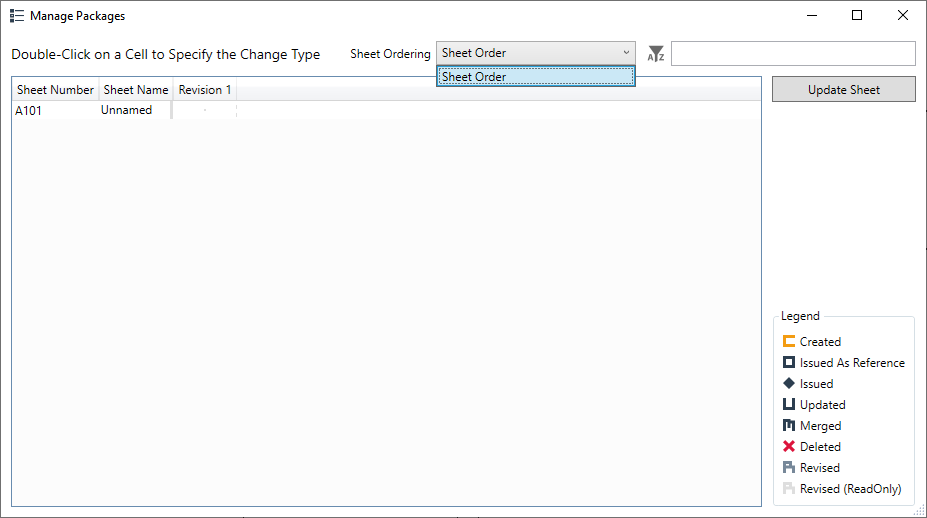 Manage Packages
Double-Click on a Cell to Specify the Change Type
Sheet Ordering
Sheet Order
Sheet Order
Sheet Number Sheet Name Revision 1
A101 Unnamed
Update Sheet
Legend
Created
Issued As Reference
Issued
Updated
Merged
Deleted
Revised
Revised (ReadOnly)